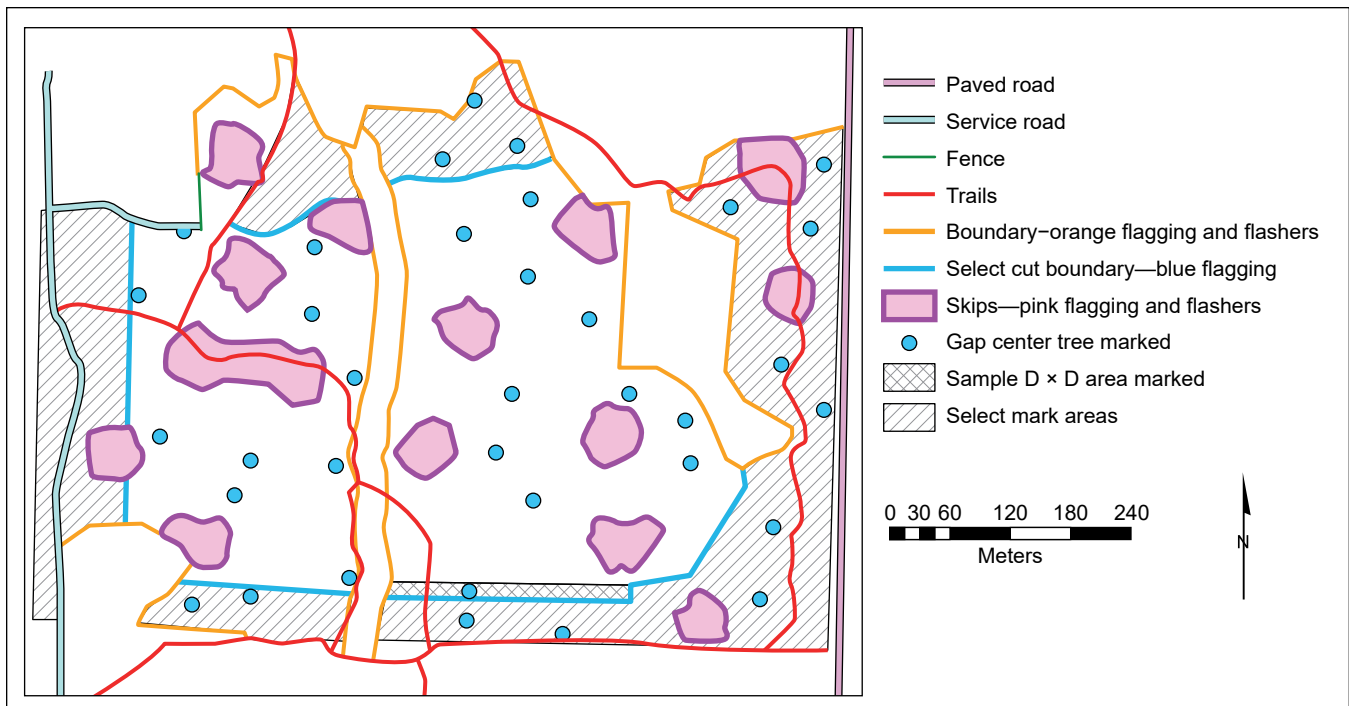 Paved road
Service road
Fence
Trails
Boundary−orange flagging and flashers
Select cut boundary—blue flagging
Skips—pink flagging and flashers
Gap center tree marked
Sample D × D area marked
Select mark areas
0 30 60 120 180 240
Meters
N